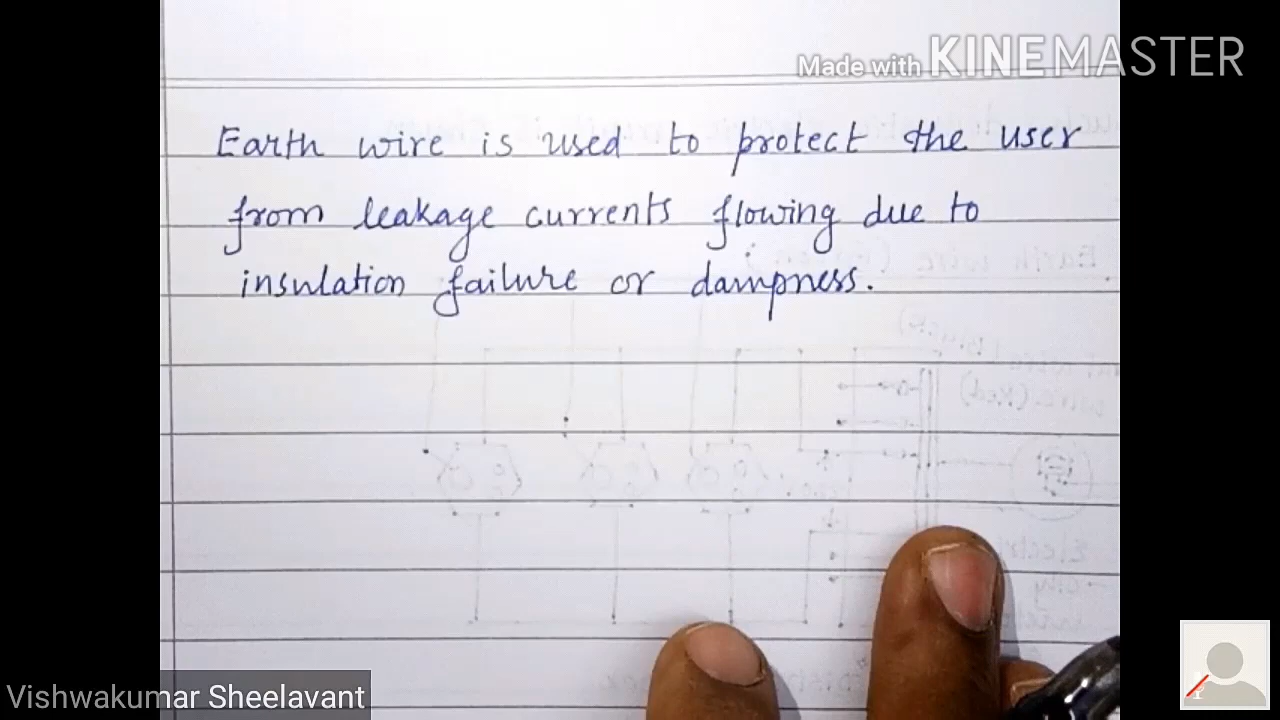 Made with KINEMASTER
Earth wire is used to protect the user
from leakage currents flowing due to
insulation failure or dampness.
Vishwakumar Sheelavant